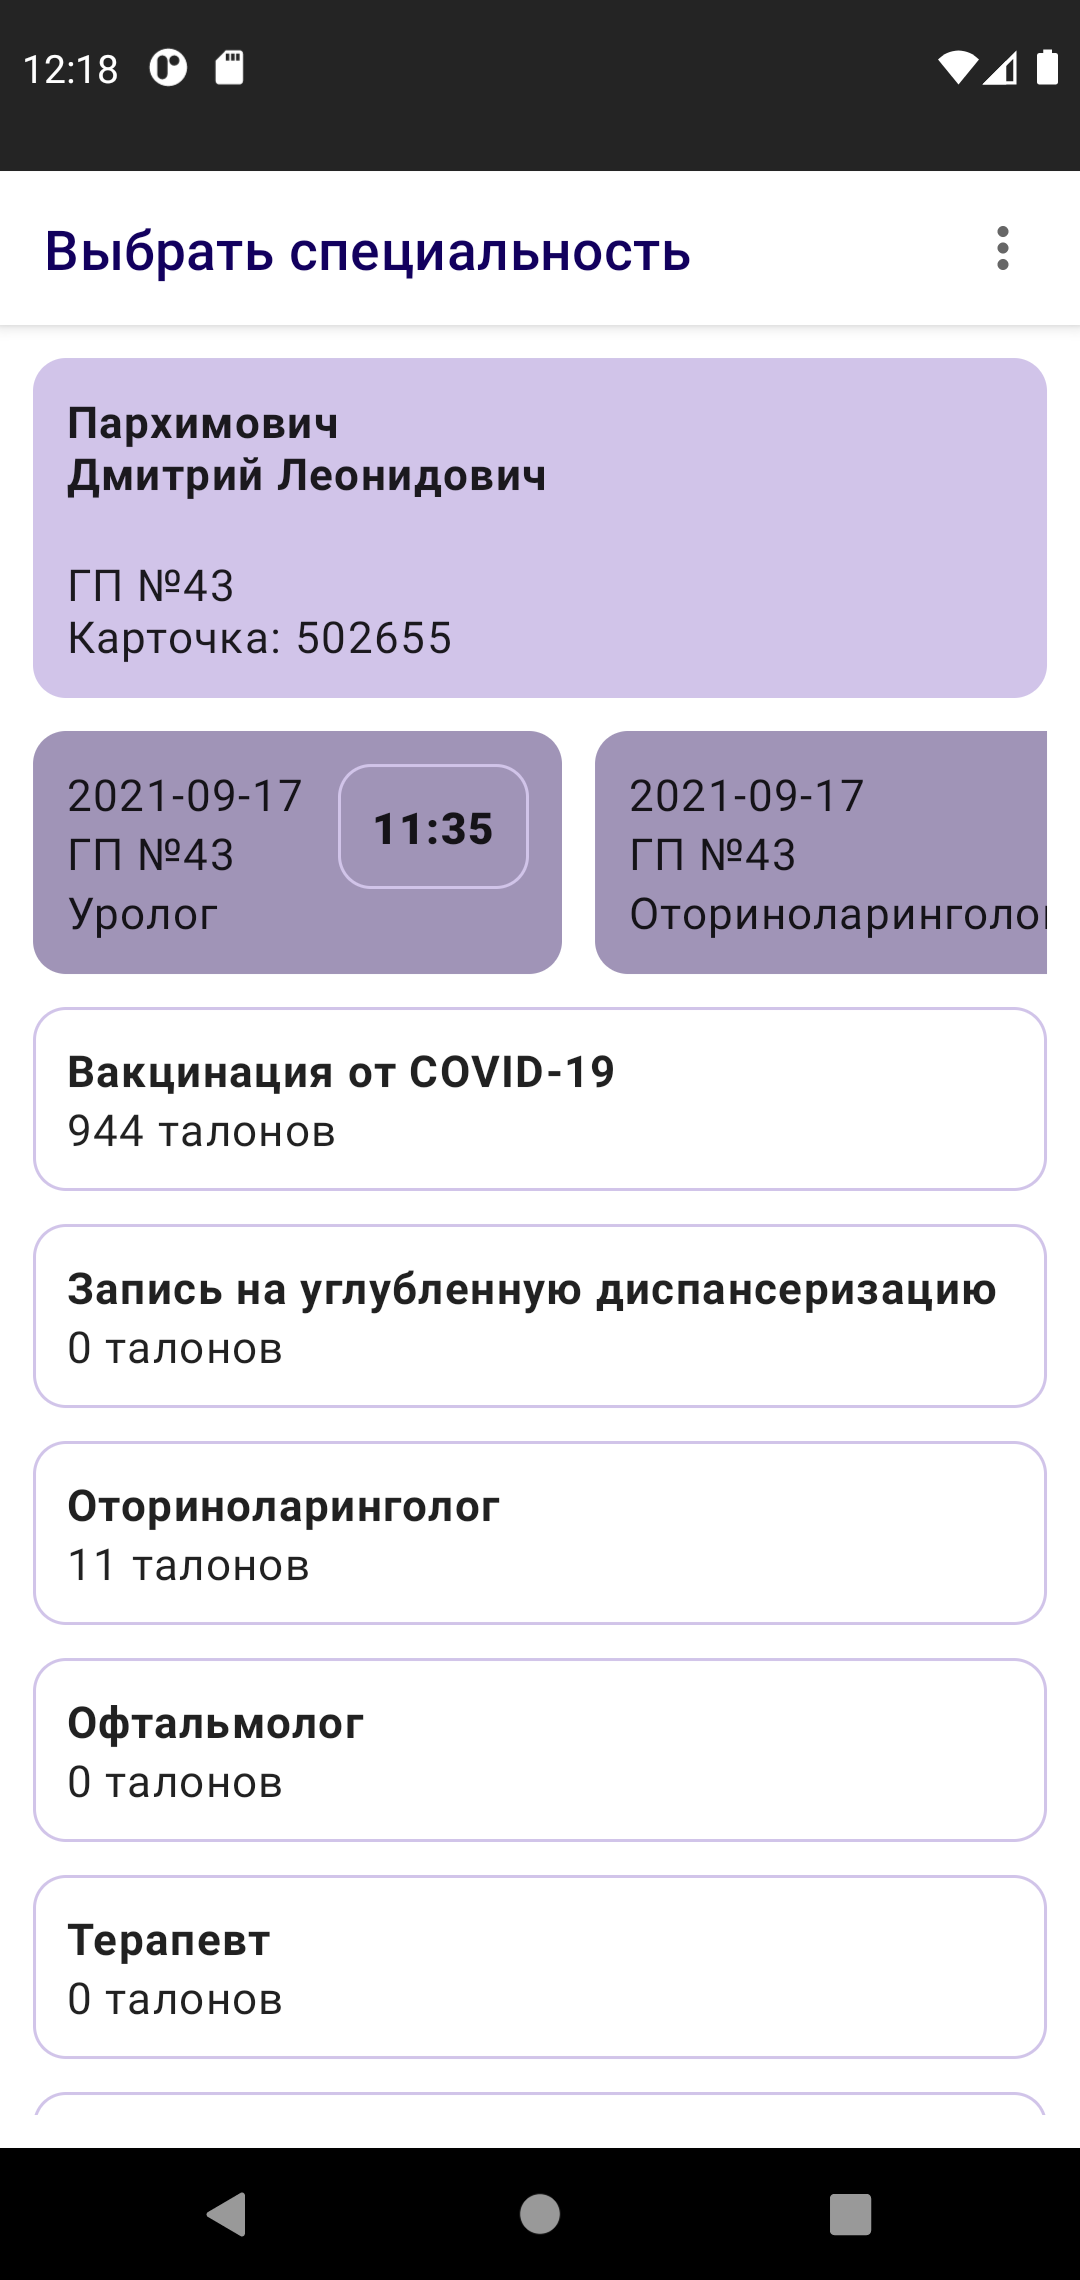 12:18
Выбрать специальность
Пархимович
Дмитрий Леонидович
ГП №43
Карточка: 502655
2021-09-17
ГП №43
Уролог
11:35
2021-09-17
ГП №43
Оториноларинголог
Вакцинация от COVID-19
944 талонов
Запись на углубленную диспансеризацию
0 талонов
Оториноларинголог
11 талонов
Офтальмолог
0 талонов
Терапевт
0 талонов